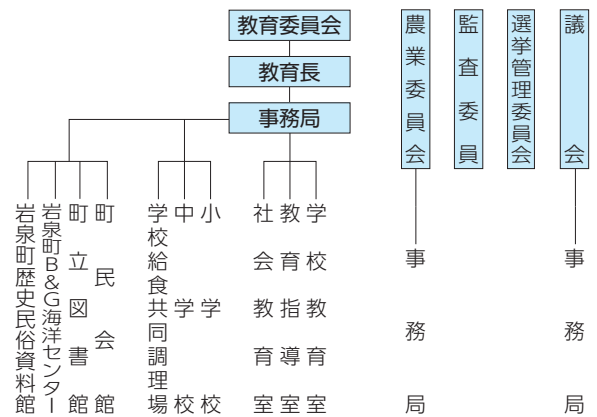 教育委員会
教育長
事務局
農業委員会
監査委員
選挙管理委員会
議会
岩泉町歴史民俗資料館
岩泉町B&G海洋センター
町立図書館
町民会館
学校給食共同調理場
中学校
小学校
社会教育室
教育指導室
学校教育室
事務局
事務局